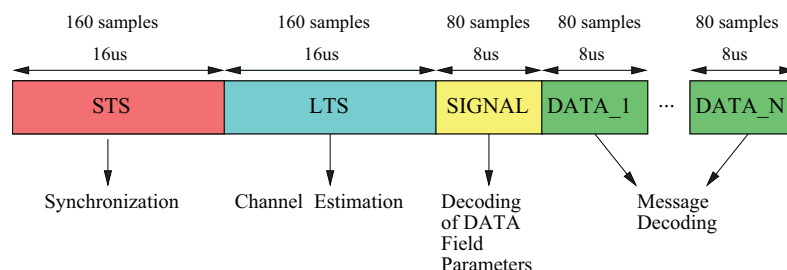 160 samples 160 samples 80 samples 80 samples 80 samples
16us 16us 8us 8us 8us
STS LTS SIGNAL DATA_1 ... DATA_N
Synchronization Channel Estimation Decoding of DATA Field Parameters Message Decoding